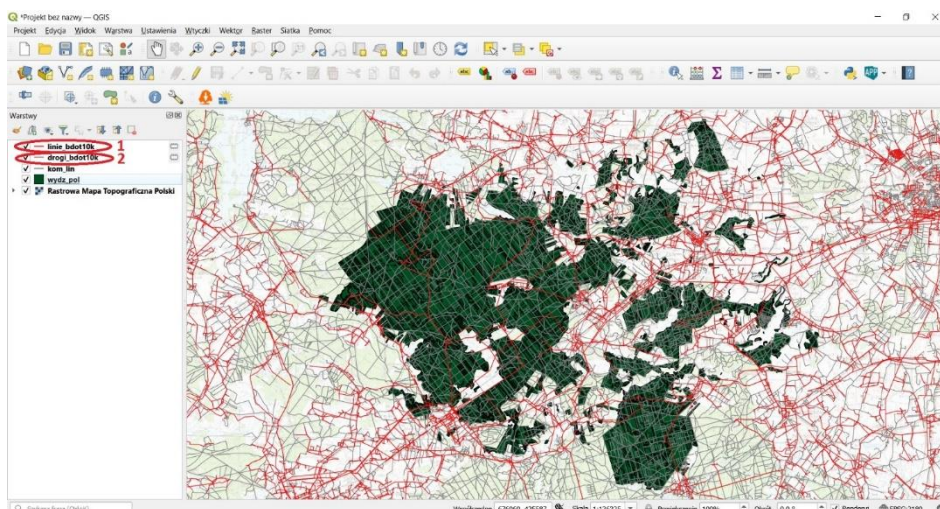 *Projekt bez nazwy — QGIS
Projekt Edycja Widok Warstwa Ustawienia Wtyczki Wektor Raster Siatka Pomoc
Warstwy
linie_bdot10k 1
drogi_bdot10k 2
kom_lin
wydz_pol
Rastrowa Mapa Topograficzna Polski